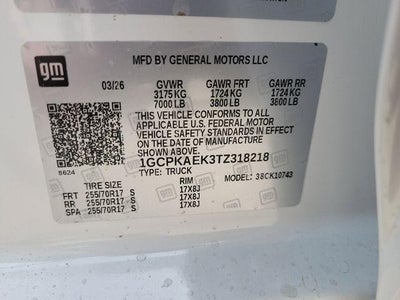 gm
MFD BY GENERAL MOTORS LLC
03/26 GVWR GAWR FRT GAWR RR
3175 KG 1724 KG 1724 KG
7000 LB 3800 LB 3800 LB
THIS VEHICLE CONFORMS TO ALL
APPLICABLE U.S. FEDERAL MOTOR
VEHICLE SAFETY STANDARDS IN
EFFECT ON THE DATE OF
MANUFACTURE SHOWN ABOVE.
1GCPKAEK3TZ318218
8624 TYPE: TRUCK MODEL: 38CK10743
TIRE SIZE RIM
FRT 255/70R17 S 17X8J
RR 255/70R17 S 17X8J
SPA 255/70R17 S 17X8J